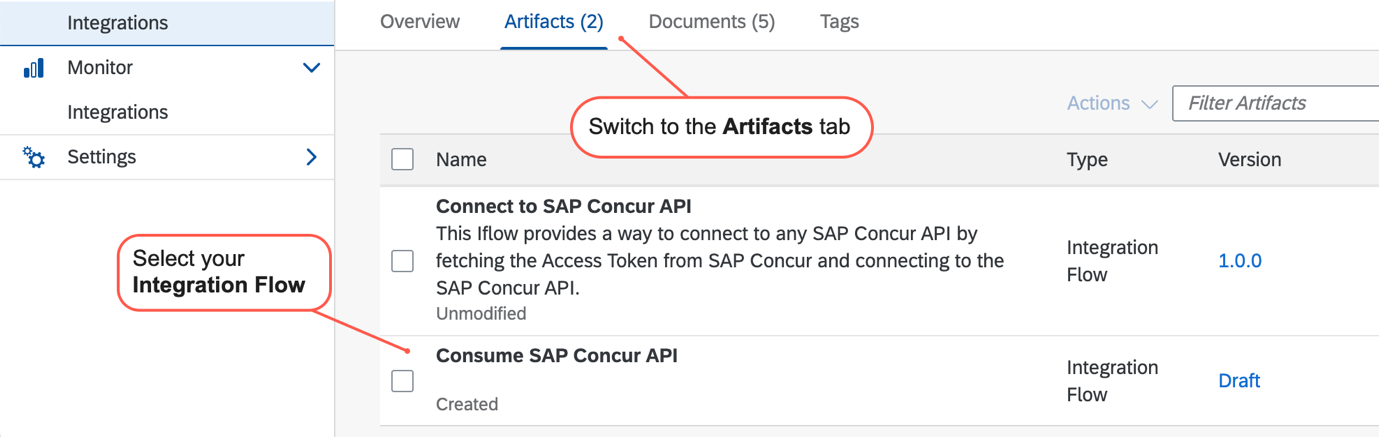 Integrations
Monitor
Integrations
Settings
Overview
Artifacts (2)
Documents (5)
Tags
Switch to the Artifacts tab
Actions
Filter Artifacts
Name
Type
Version
Connect to SAP Concur API
This Iflow provides a way to connect to any SAP Concur API by
fetching the Access Token from SAP Concur and connecting to the
SAP Concur API.
Unmodified
Integration
Flow
1.0.0
Select your
Integration Flow
Consume SAP Concur API
Created
Integration
Flow
Draft